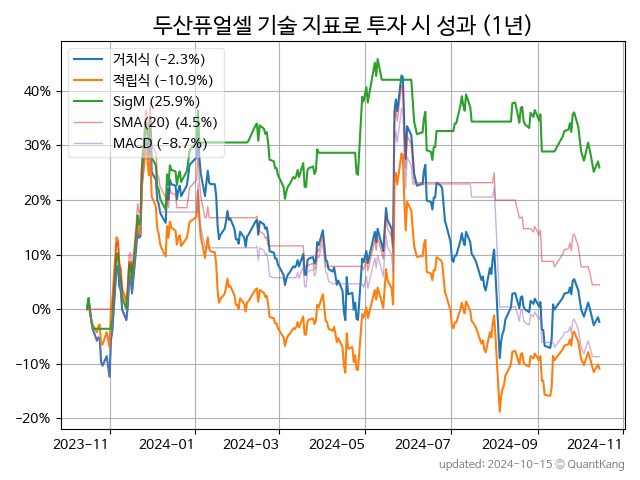 두산퓨얼셀 기술 지표로 투자 시 성과 (1년)
거치식 (−2.3%)
적립식 (−10.9%)
SigM (25.9%)
SMA(20) (4.5%)
MACD (−8.7%)
40%
30%
20%
10%
0%
−10%
−20%
2023-11 2024-01 2024-03 2024-05 2024-07 2024-09 2024-11
updated: 2024-10-15 © QuantKang